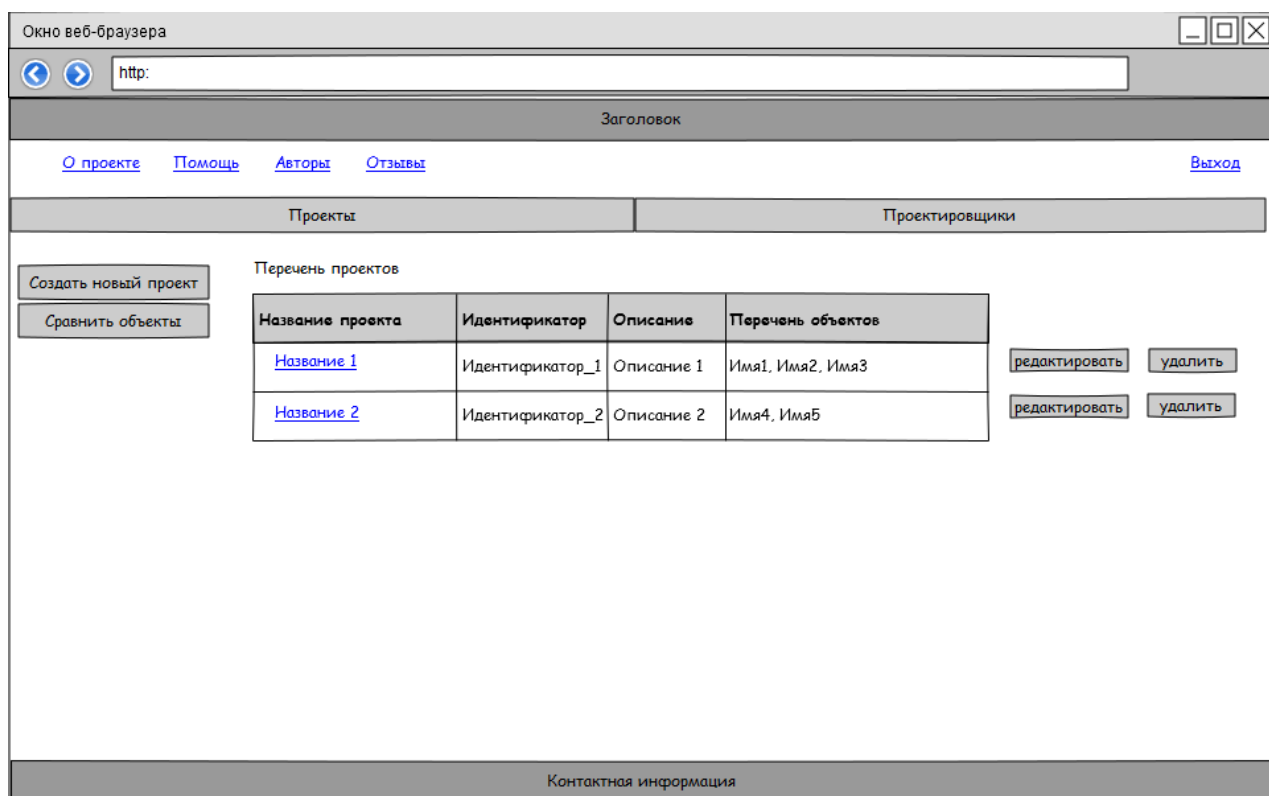 Окно веб-браузера
http:
Заголовок
О проекте Помощь Авторы Отзывы Выход
Проекты Проектировщики
Создать новый проект
Сравнить объекты
Перечень проектов
Название проекта Идентификатор Описание Перечень объектов
Название 1 Идентификатор_1 Описание 1 Имя1, Имя2, Имя3 редактировать удалить
Название 2 Идентификатор_2 Описание 2 Имя4, Имя5 редактировать удалить
Контактная информация